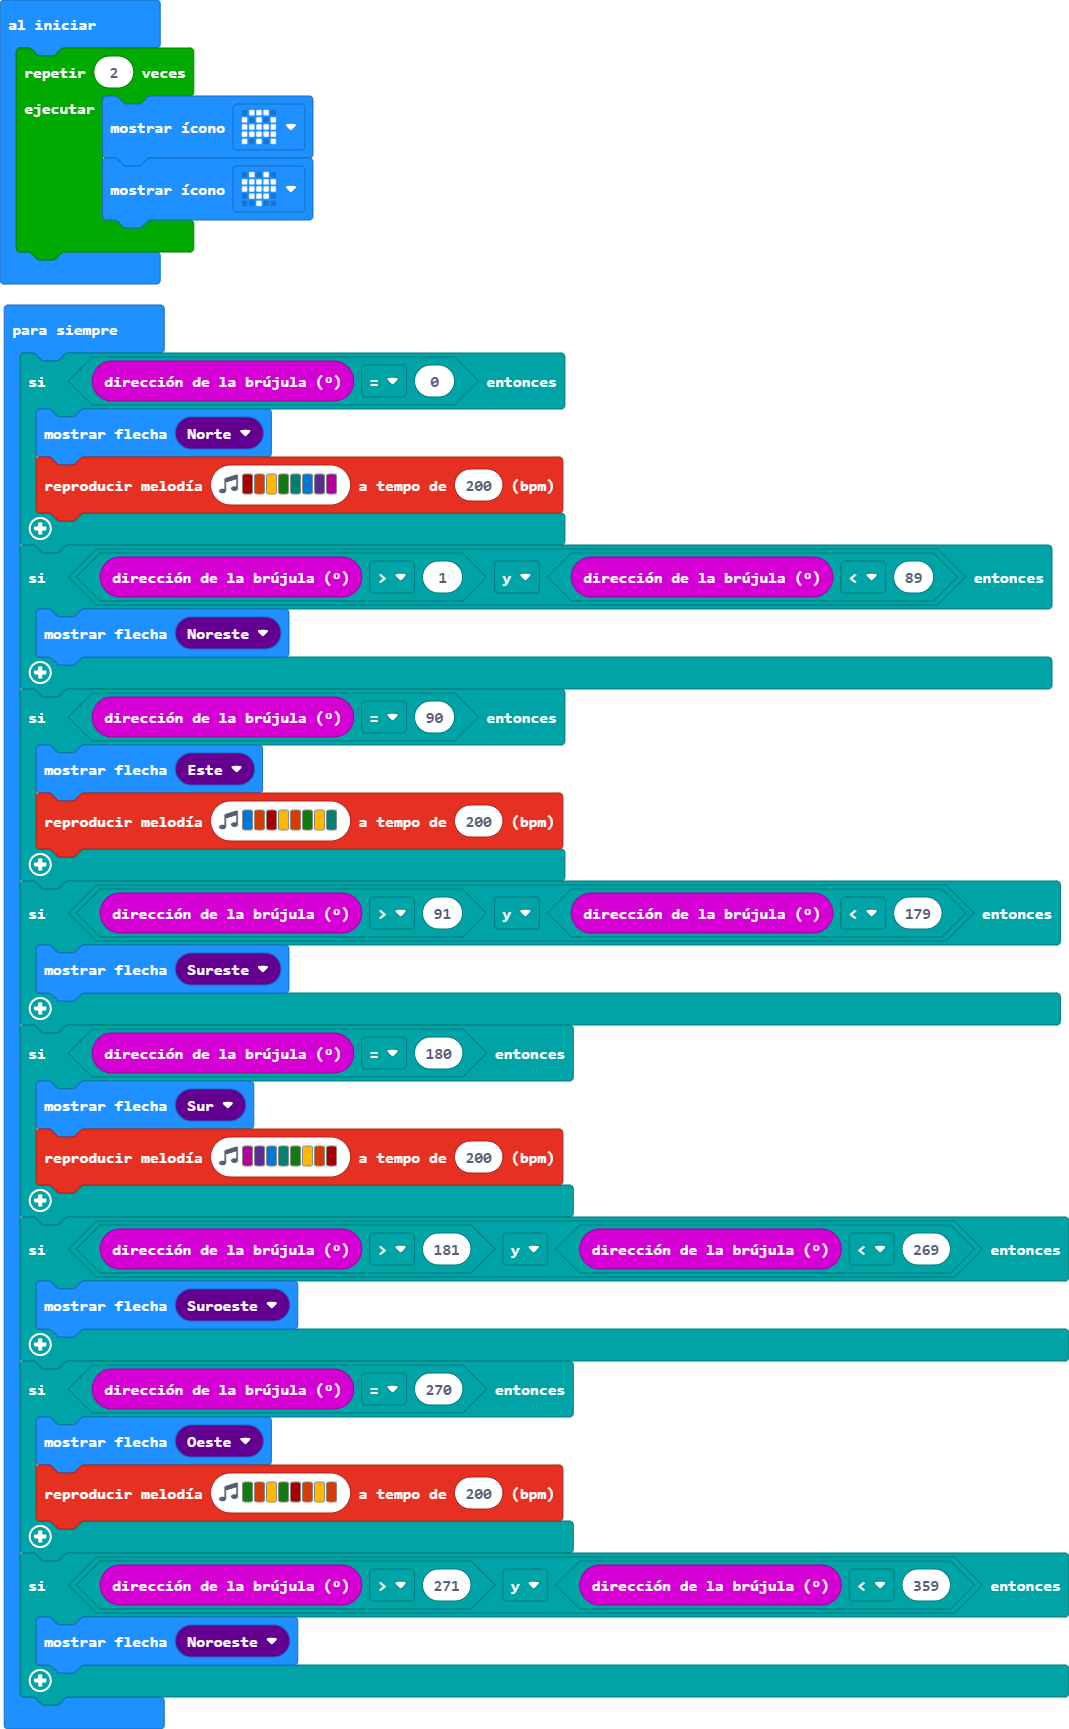 al iniciar
repetir 2 veces
ejecutar
mostrar ícono
mostrar ícono
para siempre
si dirección de la brújula (º) = 0 entonces
mostrar flecha Norte
reproducir melodía a tempo de 200 (bpm)
si dirección de la brújula (º) > 1 y dirección de la brújula (º) < 89 entonces
mostrar flecha Noreste
si dirección de la brújula (º) = 90 entonces
mostrar flecha Este
reproducir melodía a tempo de 200 (bpm)
si dirección de la brújula (º) > 91 y dirección de la brújula (º) < 179 entonces
mostrar flecha Sureste
si dirección de la brújula (º) = 180 entonces
mostrar flecha Sur
reproducir melodía a tempo de 200 (bpm)
si dirección de la brújula (º) > 181 y dirección de la brújula (º) < 269 entonces
mostrar flecha Suroeste
si dirección de la brújula (º) = 270 entonces
mostrar flecha Oeste
reproducir melodía a tempo de 200 (bpm)
si dirección de la brújula (º) > 271 y dirección de la brújula (º) < 359 entonces
mostrar flecha Noroeste